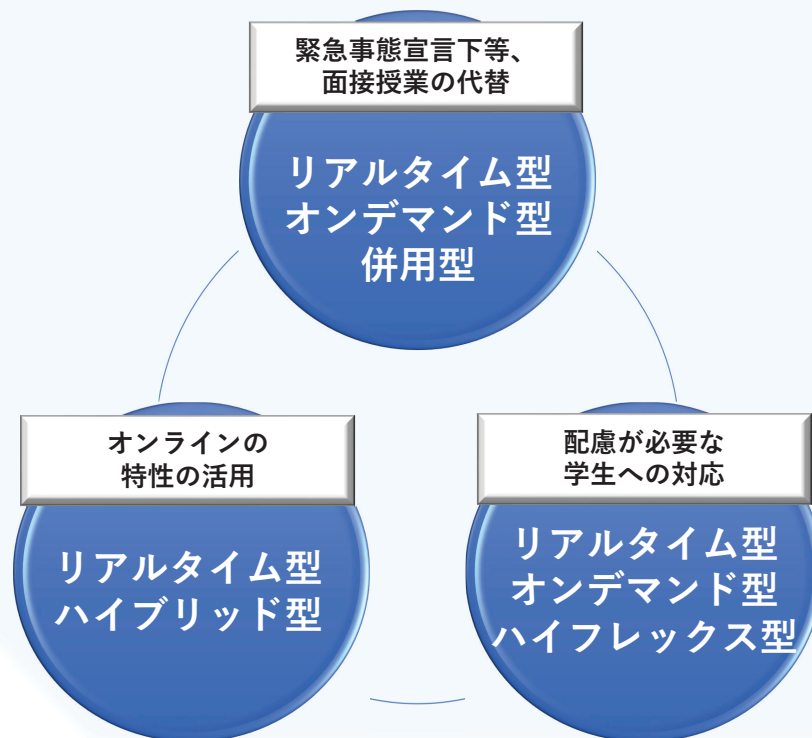 緊急事態宣言下等、
面接授業の代替
リアルタイム型
オンデマンド型
併用型
オンラインの
特性の活用
リアルタイム型
ハイブリッド型
配慮が必要な
学生への対応
リアルタイム型
オンデマンド型
ハイフレックス型